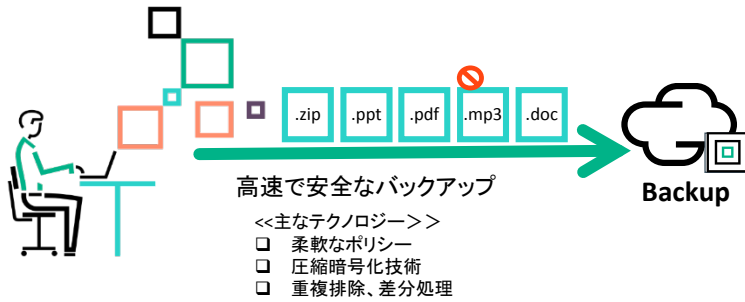 .zip .ppt .pdf .mp3 .doc
Backup
高速で安全なバックアップ
<<主なテクノロジー＞＞
❑ 柔軟なポリシー
❑ 圧縮暗号化技術
❑ 重複排除、差分処理